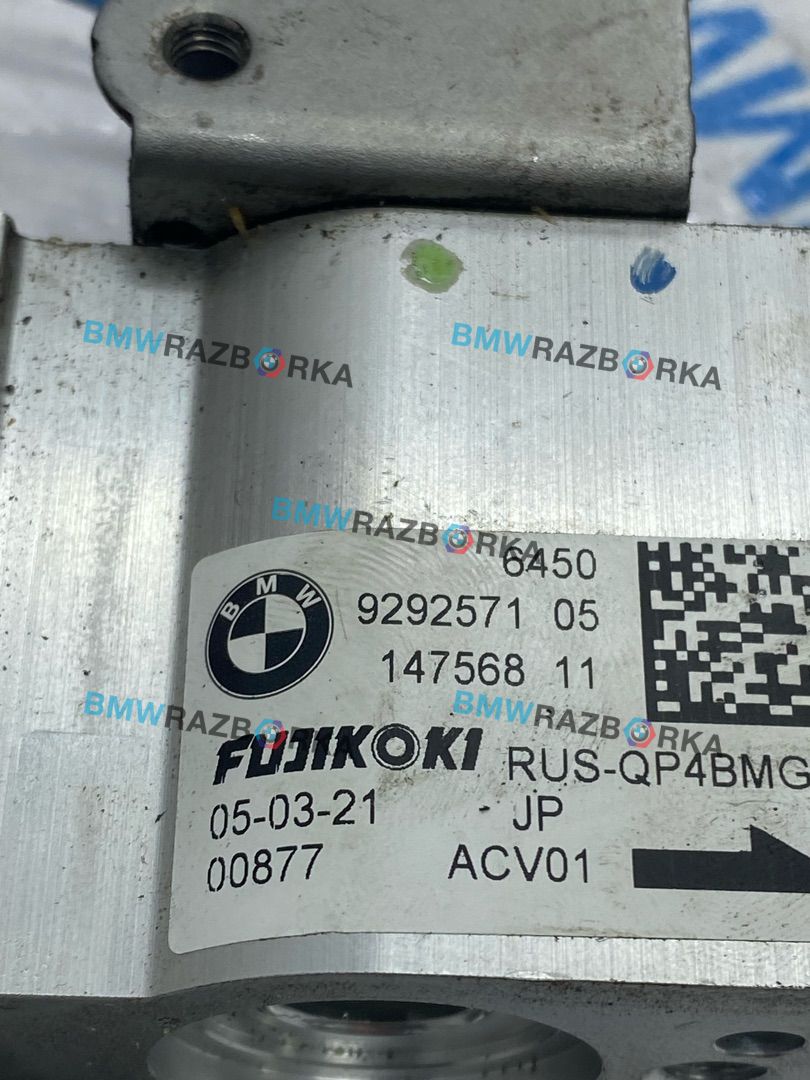 BMWRAZBORKA
BMWRAZBORKA
BMWRAZBORKA
6450
BMW
9292571 05
147568 11
BMWRAZBORKA
BMWRAZBORKA
FUJIKOKI RUS-QP4BMG
05-03-21 JP
00877 ACV01